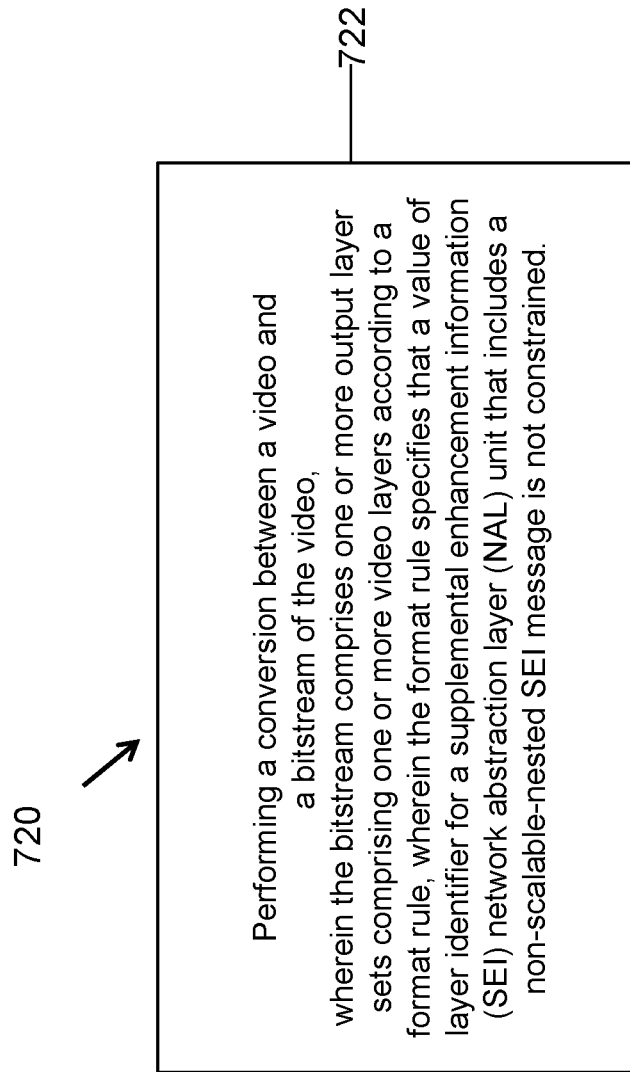 720
722
Performing a conversion between a video and
a bitstream of the video,
wherein the bitstream comprises one or more output layer
sets comprising one or more video layers according to a
format rule, wherein the format rule specifies that a value of
layer identifier for a supplemental enhancement information
(SEI) network abstraction layer (NAL) unit that includes a
non-scalable-nested SEI message is not constrained.